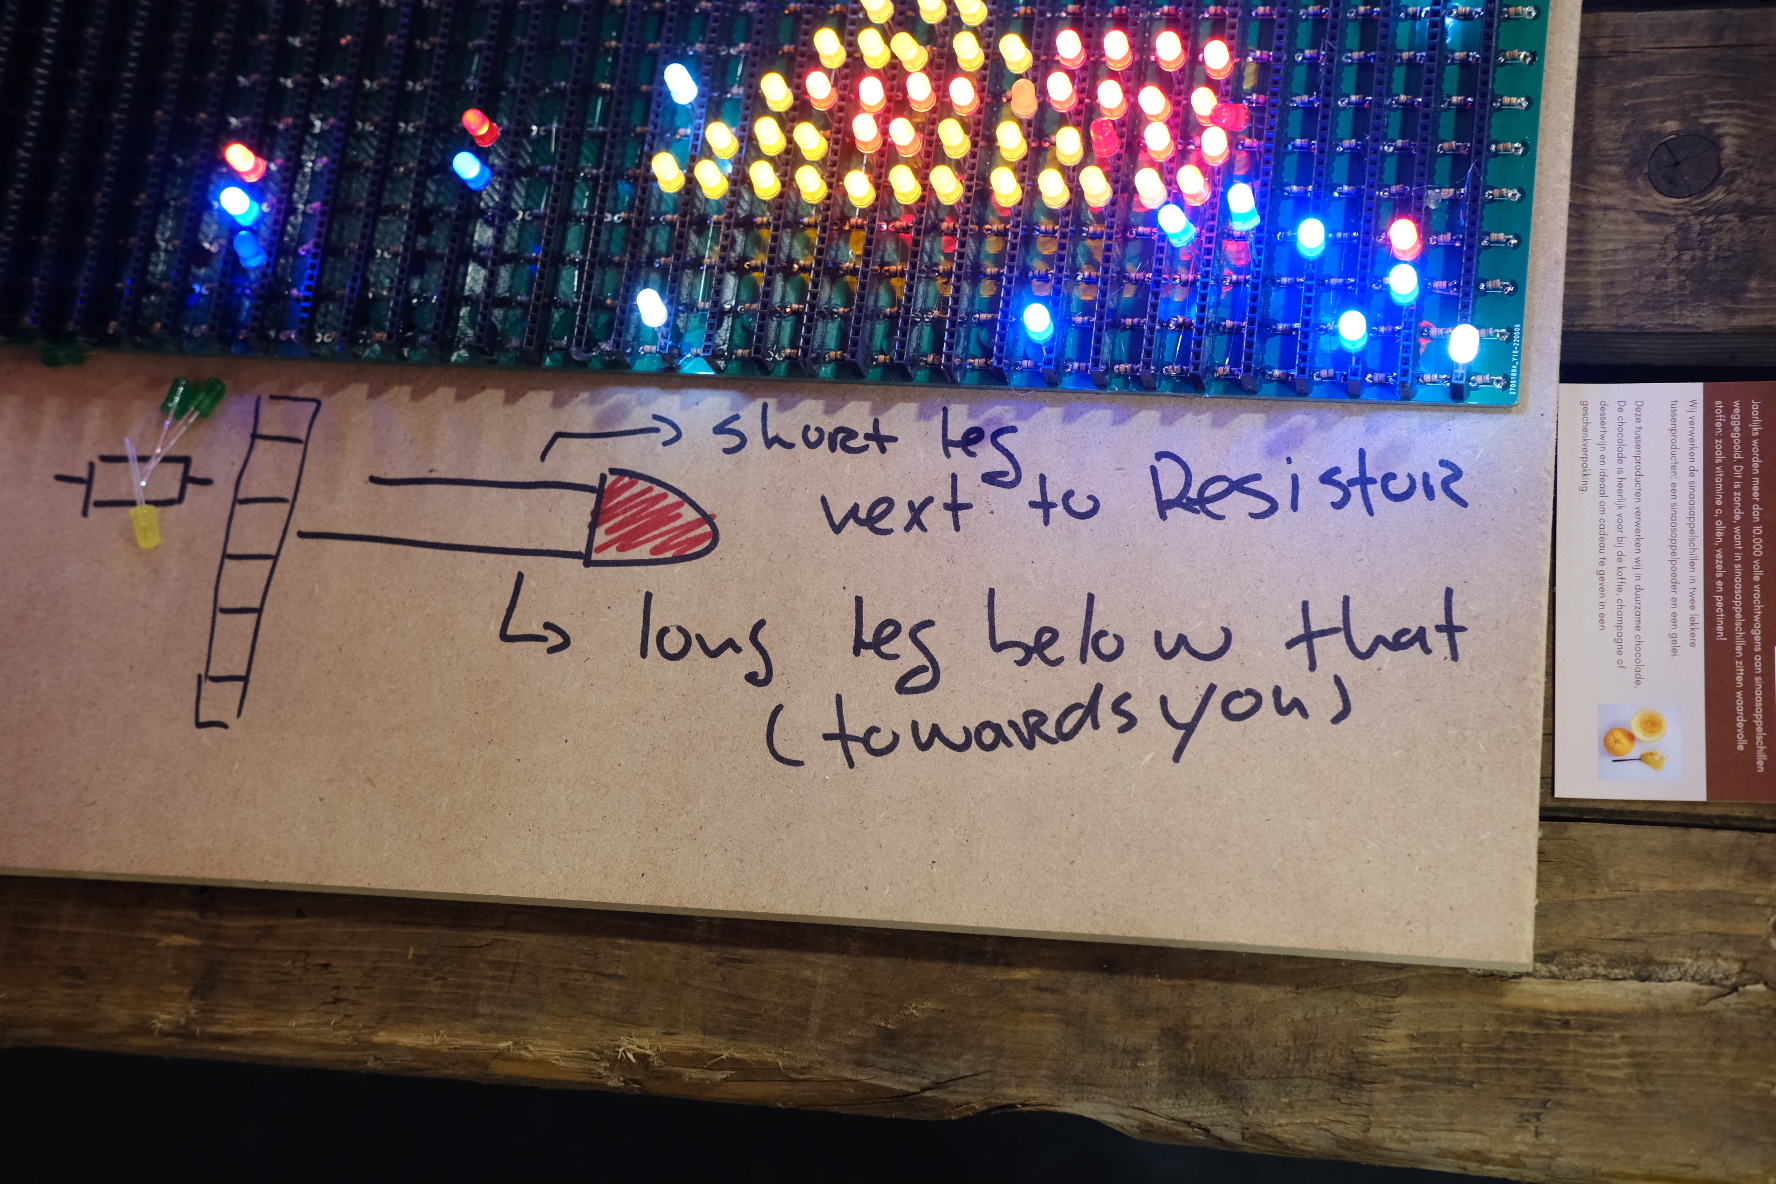 short leg
next to Resistor
long leg below that
(towards you)
Jaarlijks worden meer dan 10.000 volle vrachtwagens aan sinaasappelschillen
weggegooid. Dit is zonde, want in sinaasappelschillen zitten waardevolle
stoffen: zoals vitamine c, oliën, vezels en pectinen!
Wij verwerken de sinaasappelschillen in twee lekkere
tussenproducten: een sinaasappelpoeder en een gelei.
Deze tussenproducten verwerken wij in duurzame chocolade.
De chocolade is heerlijk voor bij de koffie, champagne of
dessertwijn en ideaal om cadeau te geven in een
geschenkverpakking.